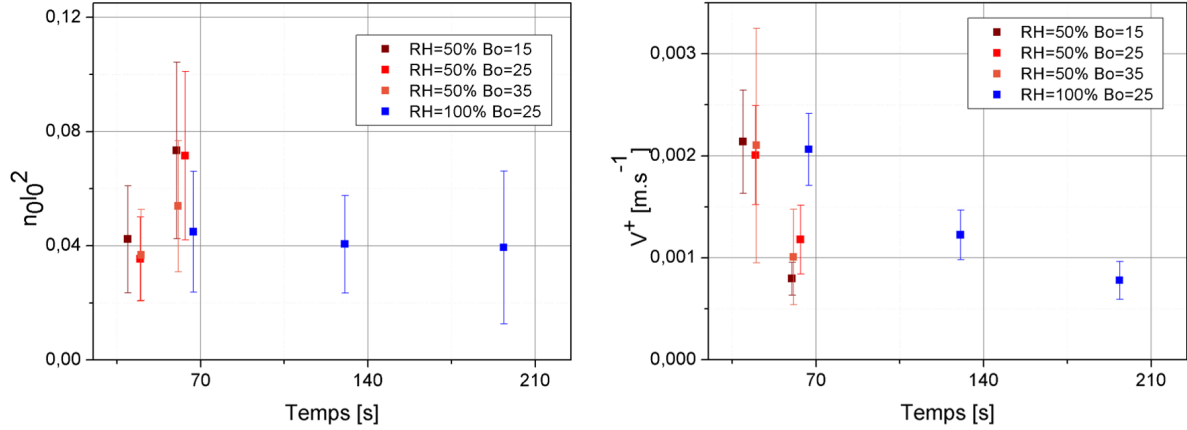 0,12
0,08
0,04
0,00
n₀l₀²
70
140
210
Temps [s]
RH=50% Bo=15
RH=50% Bo=25
RH=50% Bo=35
RH=100% Bo=25
0,003
0,002
0,001
0,000
V⁺ [m.s⁻¹]
70
140
210
Temps [s]
RH=50% Bo=15
RH=50% Bo=25
RH=50% Bo=35
RH=100% Bo=25